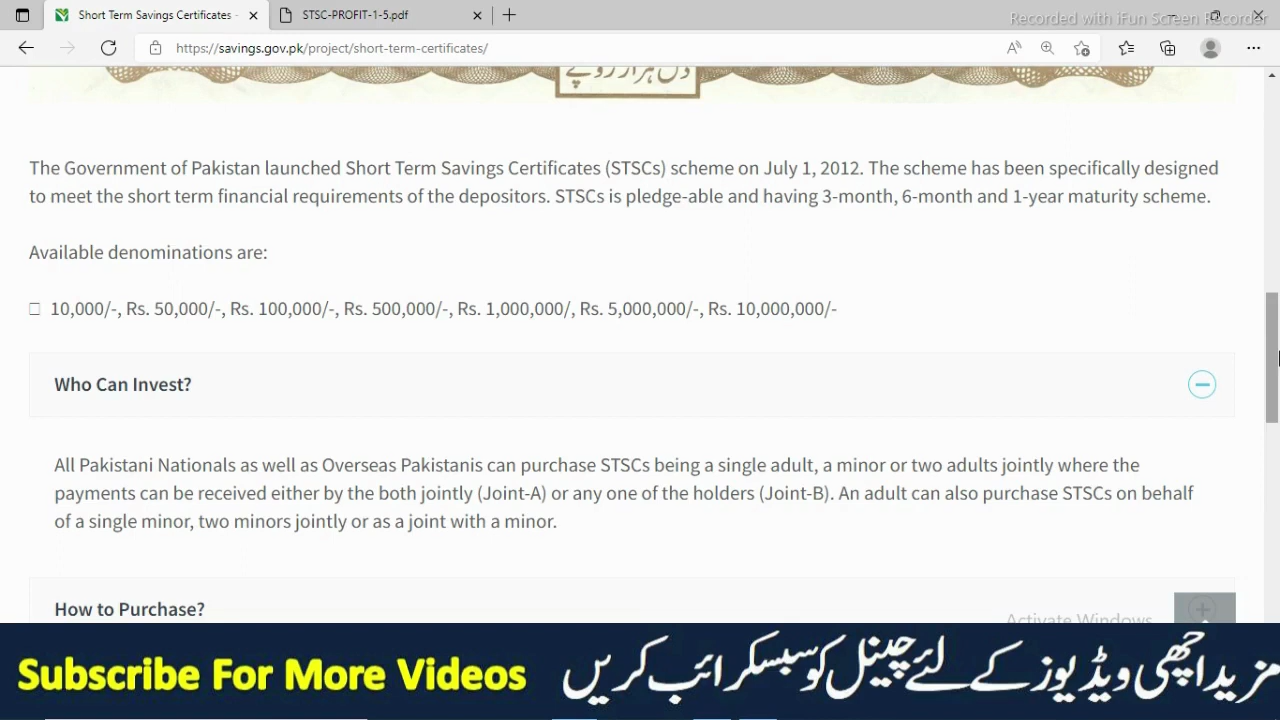 Short Term Savings Certificates -
STSC-PROFIT-1-5.pdf
Recorded with iFun Screen Recorder
https://savings.gov.pk/project/short-term-certificates/
دس ہزار روپے
The Government of Pakistan launched Short Term Savings Certificates (STSCs) scheme on July 1, 2012. The scheme has been specifically designed
to meet the short term financial requirements of the depositors. STSCs is pledge-able and having 3-month, 6-month and 1-year maturity scheme.
Available denominations are:
□ 10,000/-, Rs. 50,000/-, Rs. 100,000/-, Rs. 500,000/-, Rs. 1,000,000/, Rs. 5,000,000/-, Rs. 10,000,000/-
Who Can Invest?
All Pakistani Nationals as well as Overseas Pakistanis can purchase STSCs being a single adult, a minor or two adults jointly where the
payments can be received either by the both jointly (Joint-A) or any one of the holders (Joint-B). An adult can also purchase STSCs on behalf
of a single minor, two minors jointly or as a joint with a minor.
How to Purchase?
Activate Windows
Subscribe For More Videos مزید اچھی ویڈیوز کے لئے چینل کو سبسکرائب کریں